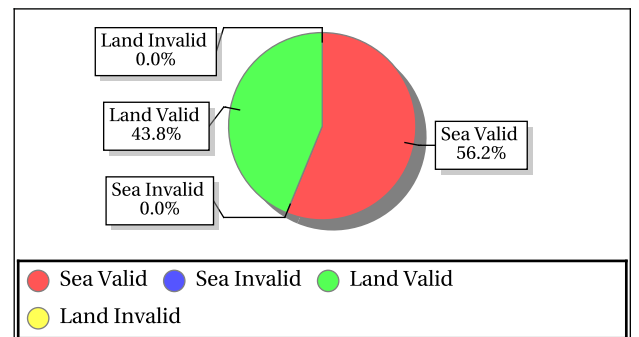 Land Invalid
0.0%
Land Valid
43.8%
Sea Valid
56.2%
Sea Invalid
0.0%
Sea Valid Sea Invalid Land Valid
Land Invalid